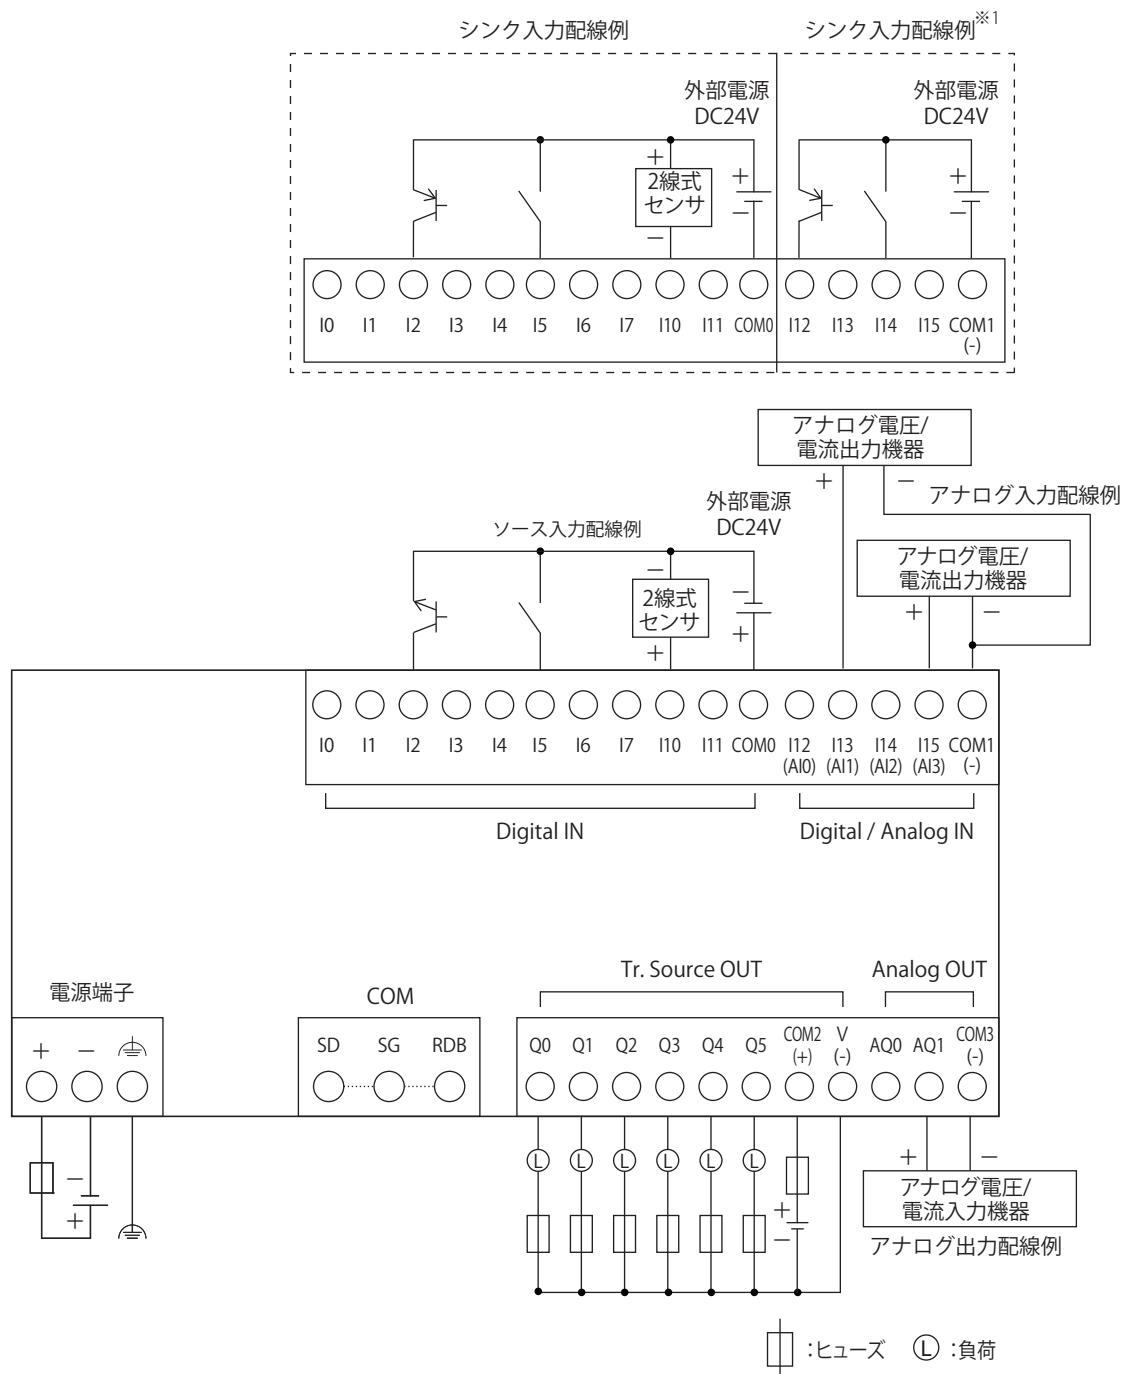 シンク入力配線例
シンク入力配線例※1
外部電源
DC24V
外部電源
DC24V
+
2線式
センサ
−
+
−
+
−
I0 I1 I2 I3 I4 I5 I6 I7 I10 I11 COM0 I12 I13 I14 I15 COM1
(-)
アナログ電圧/
電流出力機器
+ −
アナログ入力配線例
外部電源
DC24V
ソース入力配線例
アナログ電圧/
電流出力機器
+ −
−
2線式
センサ
+
−
+
I0 I1 I2 I3 I4 I5 I6 I7 I10 I11 COM0 I12 I13 I14 I15 COM1
(AI0) (AI1) (AI2) (AI3) (-)
Digital IN
Digital / Analog IN
Tr. Source OUT
Analog OUT
電源端子
COM
+ −
SD SG RDB
Q0 Q1 Q2 Q3 Q4 Q5 COM2 V AQ0 AQ1 COM3
(+) (-) (-)
L L L L L L
−
+
+
−
+ −
アナログ電圧/
電流入力機器
アナログ出力配線例
:ヒューズ L :負荷